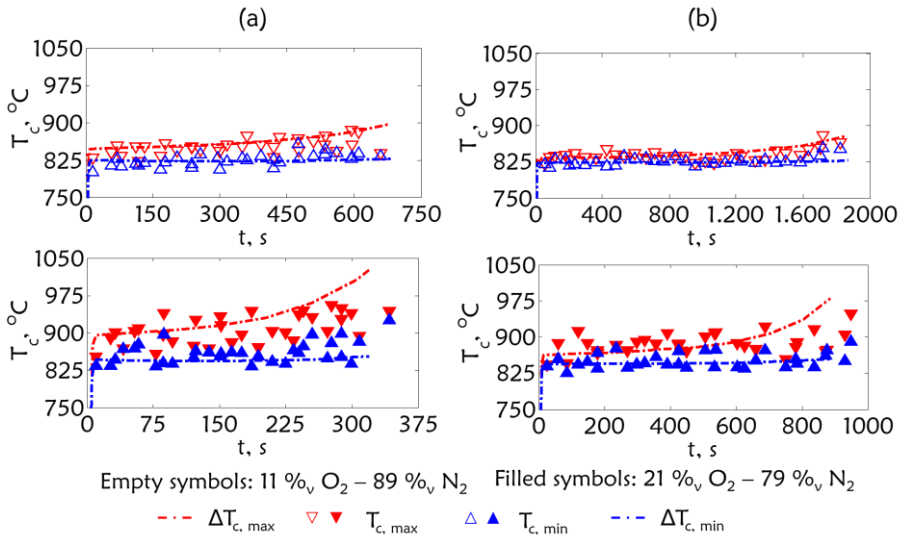 (a) (b)
1050
975
900
825
750
T_c, °C
0 150 300 450 600 750
t, s
1050
975
900
825
750
T_c, °C
0 400 800 1.200 1.600 2000
t, s
1050
975
900
825
750
T_c, °C
0 75 150 225 300 375
t, s
1050
975
900
825
750
T_c, °C
0 200 400 600 800 1000
t, s
Empty symbols: 11 %ᵥ O₂ – 89 %ᵥ N₂ Filled symbols: 21 %ᵥ O₂ – 79 %ᵥ N₂
ΔT_c, max T_c, max T_c, min ΔT_c, min